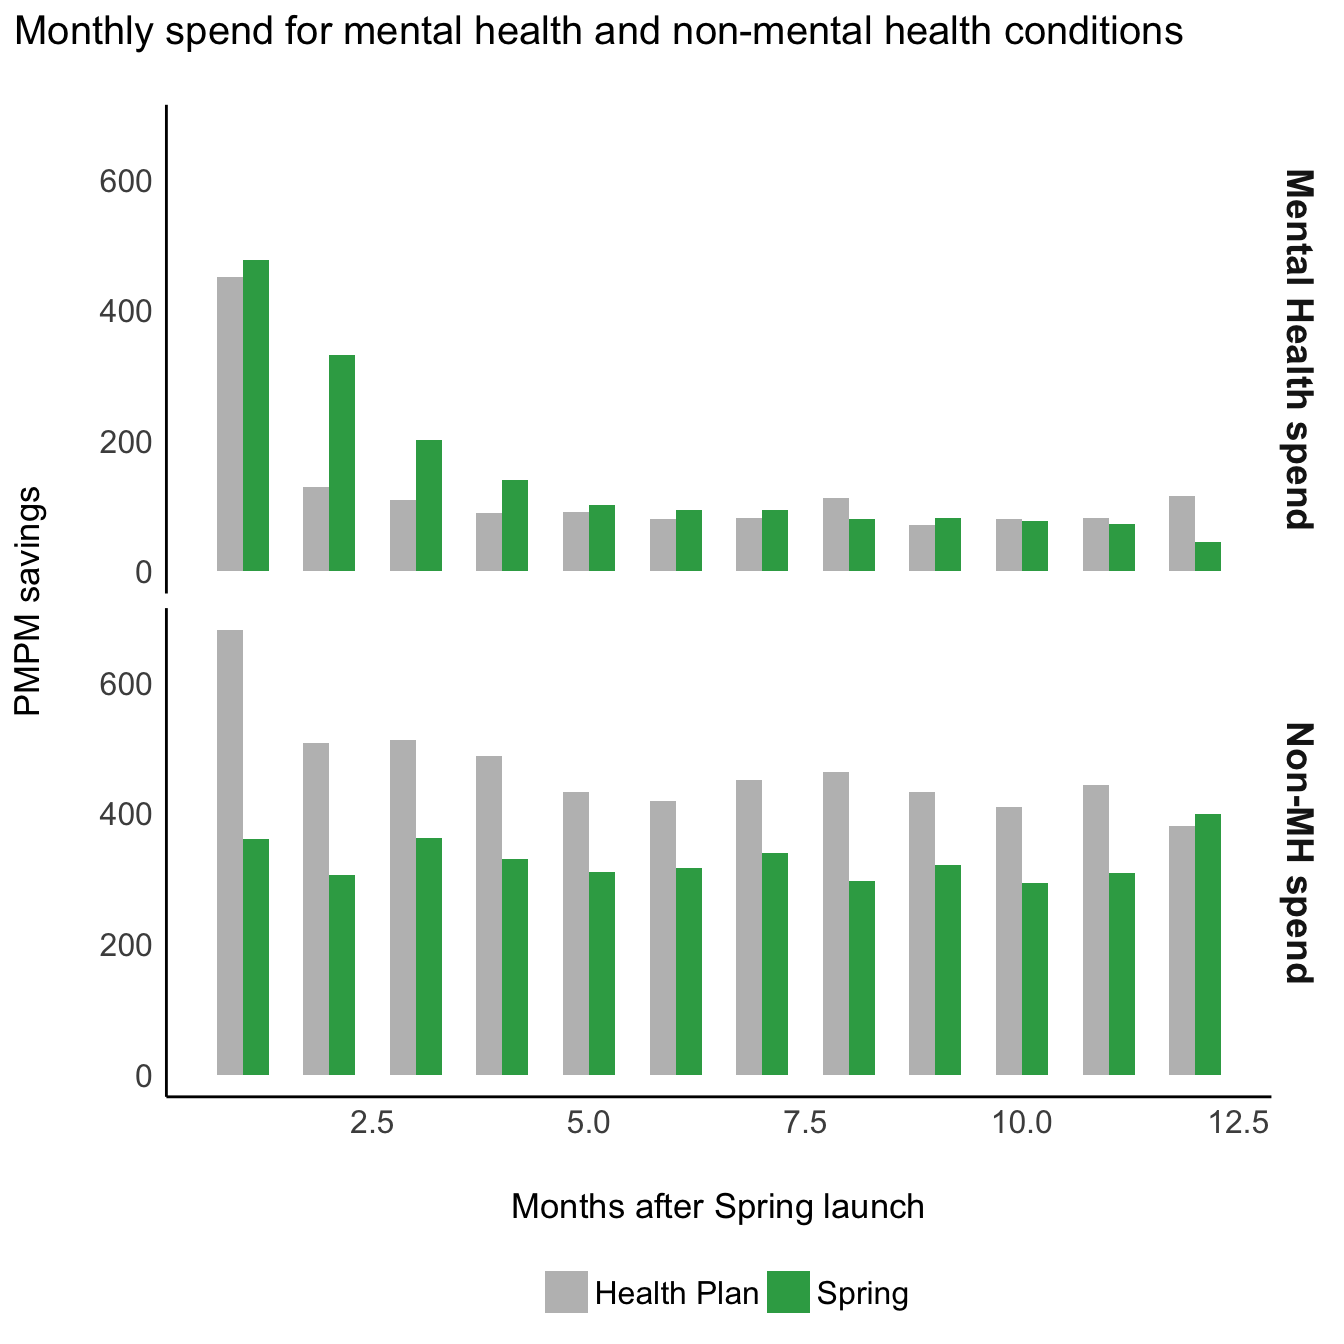 Monthly spend for mental health and non-mental health conditions
600
400
200
0
Mental Health spend
PMPM savings
600
400
200
0
Non-MH spend
2.5 5.0 7.5 10.0 12.5
Months after Spring launch
Health Plan Spring